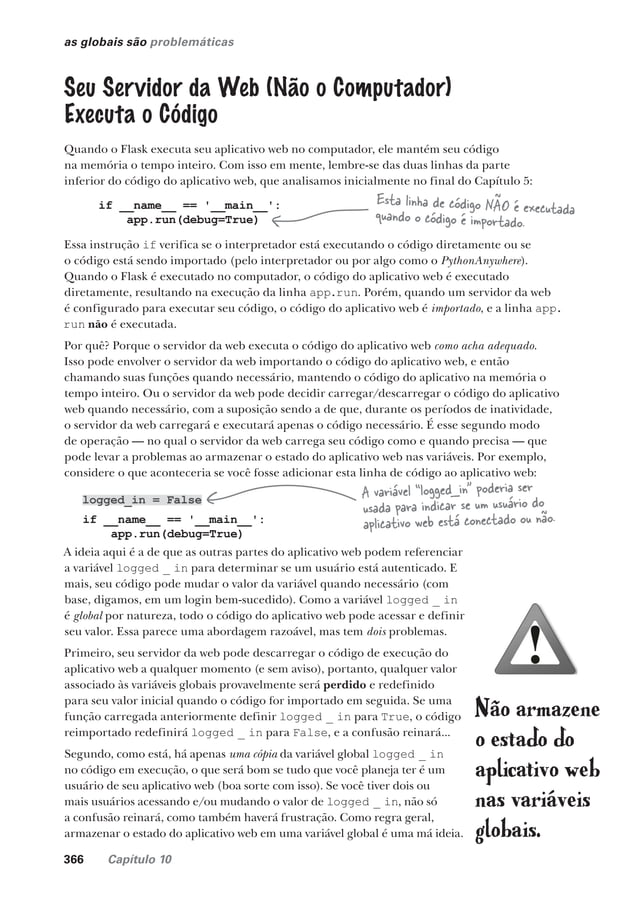 as globais são problemáticas
Seu Servidor da Web (Não o Computador)
Executa o Código
Quando o Flask executa seu aplicativo web no computador, ele mantém seu código
na memória o tempo inteiro. Com isso em mente, lembre-se das duas linhas da parte
inferior do código do aplicativo web, que analisamos inicialmente no final do Capítulo 5:
if __name__ == '__main__':
app.run(debug=True)
Esta linha de código NÃO é executada
quando o código é importado.
Essa instrução if verifica se o interpretador está executando o código diretamente ou se
o código está sendo importado (pelo interpretador ou por algo como o PythonAnywhere).
Quando o Flask é executado no computador, o código do aplicativo web é executado
diretamente, resultando na execução da linha app.run. Porém, quando um servidor da web
é configurado para executar seu código, o código do aplicativo web é importado, e a linha app.
run não é executada.
Por quê? Porque o servidor da web executa o código do aplicativo web como acha adequado.
Isso pode envolver o servidor da web importando o código do aplicativo web, e então
chamando suas funções quando necessário, mantendo o código do aplicativo na memória o
tempo inteiro. Ou o servidor da web pode decidir carregar/descarregar o código do aplicativo
web quando necessário, com a suposição sendo a de que, durante os períodos de inatividade,
o servidor da web carregará e executará apenas o código necessário. É esse segundo modo
de operação — no qual o servidor da web carrega seu código como e quando precisa — que
pode levar a problemas ao armazenar o estado do aplicativo web nas variáveis. Por exemplo,
considere o que aconteceria se você fosse adicionar esta linha de código ao aplicativo web:
logged_in = False
if __name__ == '__main__':
app.run(debug=True)
A variável "logged_in" poderia ser
usada para indicar se um usuário do
aplicativo web está conectado ou não.
A ideia aqui é a de que as outras partes do aplicativo web podem referenciar
a variável logged _ in para determinar se um usuário está autenticado. E
mais, seu código pode mudar o valor da variável quando necessário (com
base, digamos, em um login bem-sucedido). Como a variável logged _ in
é global por natureza, todo o código do aplicativo web pode acessar e definir
seu valor. Essa parece uma abordagem razoável, mas tem dois problemas.
Primeiro, seu servidor da web pode descarregar o código de execução do
aplicativo web a qualquer momento (e sem aviso), portanto, qualquer valor
associado às variáveis globais provavelmente será perdido e redefinido
para seu valor inicial quando o código for importado em seguida. Se uma
função carregada anteriormente definir logged _ in para True, o código
reimportado redefinirá logged _ in para False, e a confusão reinará...
Segundo, como está, há apenas uma cópia da variável global logged _ in
no código em execução, o que será bom se tudo que você planeja ter é um
usuário de seu aplicativo web (boa sorte com isso). Se você tiver dois ou
mais usuários acessando e/ou mudando o valor de logged _ in, não só
a confusão reinará, como também haverá frustração. Como regra geral,
armazenar o estado do aplicativo web em uma variável global é uma má ideia.
Não armazene
o estado do
aplicativo web
nas variáveis
globais.
366 Capítulo 10